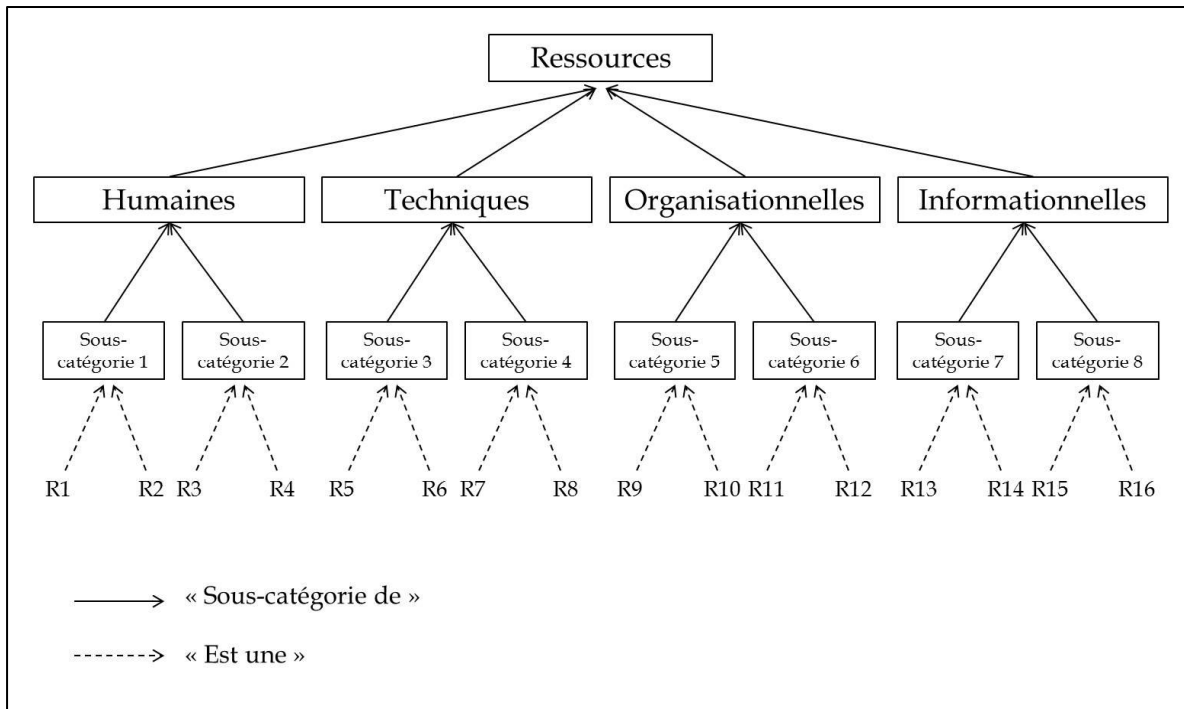 Ressources
Humaines
Techniques
Organisationnelles
Informationnelles
Sous-
catégorie 1
Sous-
catégorie 2
Sous-
catégorie 3
Sous-
catégorie 4
Sous-
catégorie 5
Sous-
catégorie 6
Sous-
catégorie 7
Sous-
catégorie 8
R1 R2 R3 R4 R5 R6 R7 R8 R9 R10 R11 R12 R13 R14 R15 R16
« Sous-catégorie de »
« Est une »